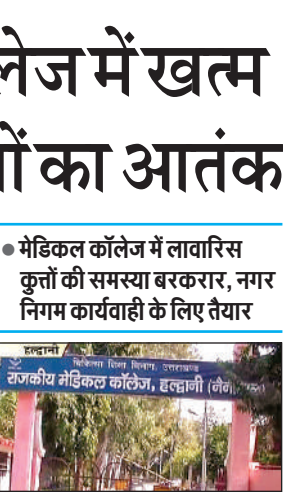 लेज में खत्म
ों का आतंक
मेडिकल कॉलेज में लावारिस
कुत्तों की समस्या बरकरार, नगर
निगम कार्यवाही के लिए तैयार
हल्द्वानी
चिकित्सा शिक्षा विभाग, उत्तराखण्ड
राजकीय मेडिकल कॉलेज, हल्द्वानी